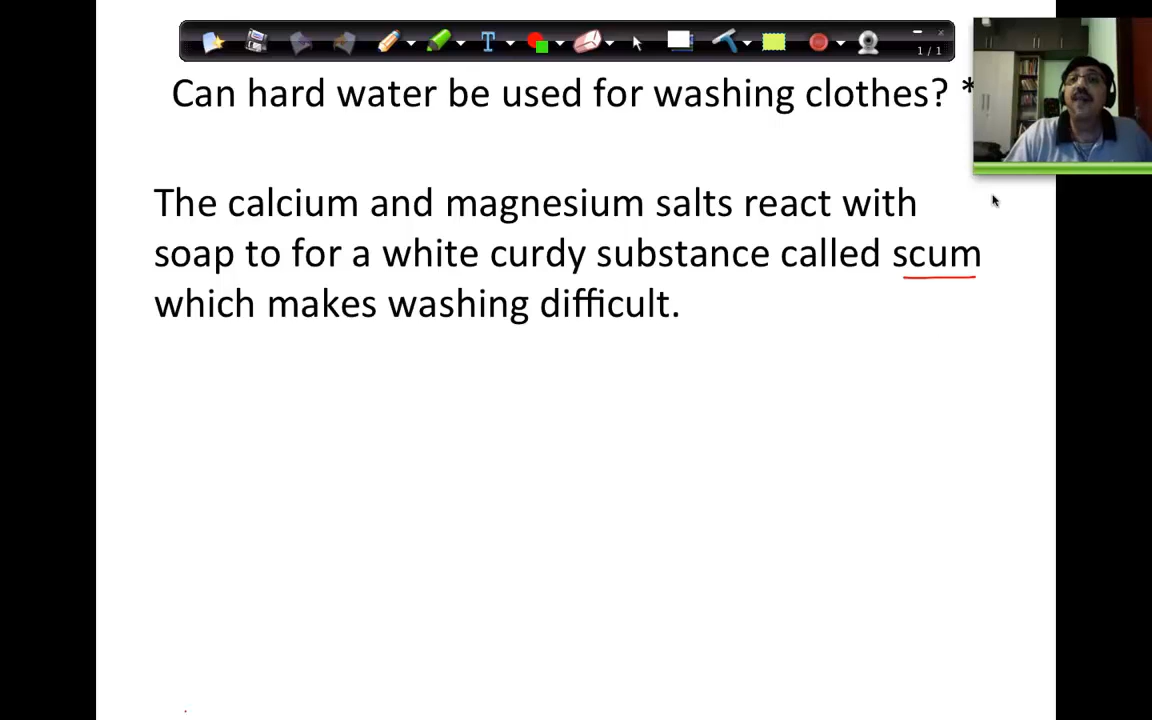 T
1 / 1
Can hard water be used for washing clothes? *
The calcium and magnesium salts react with
soap to for a white curdy substance called scum
which makes washing difficult.